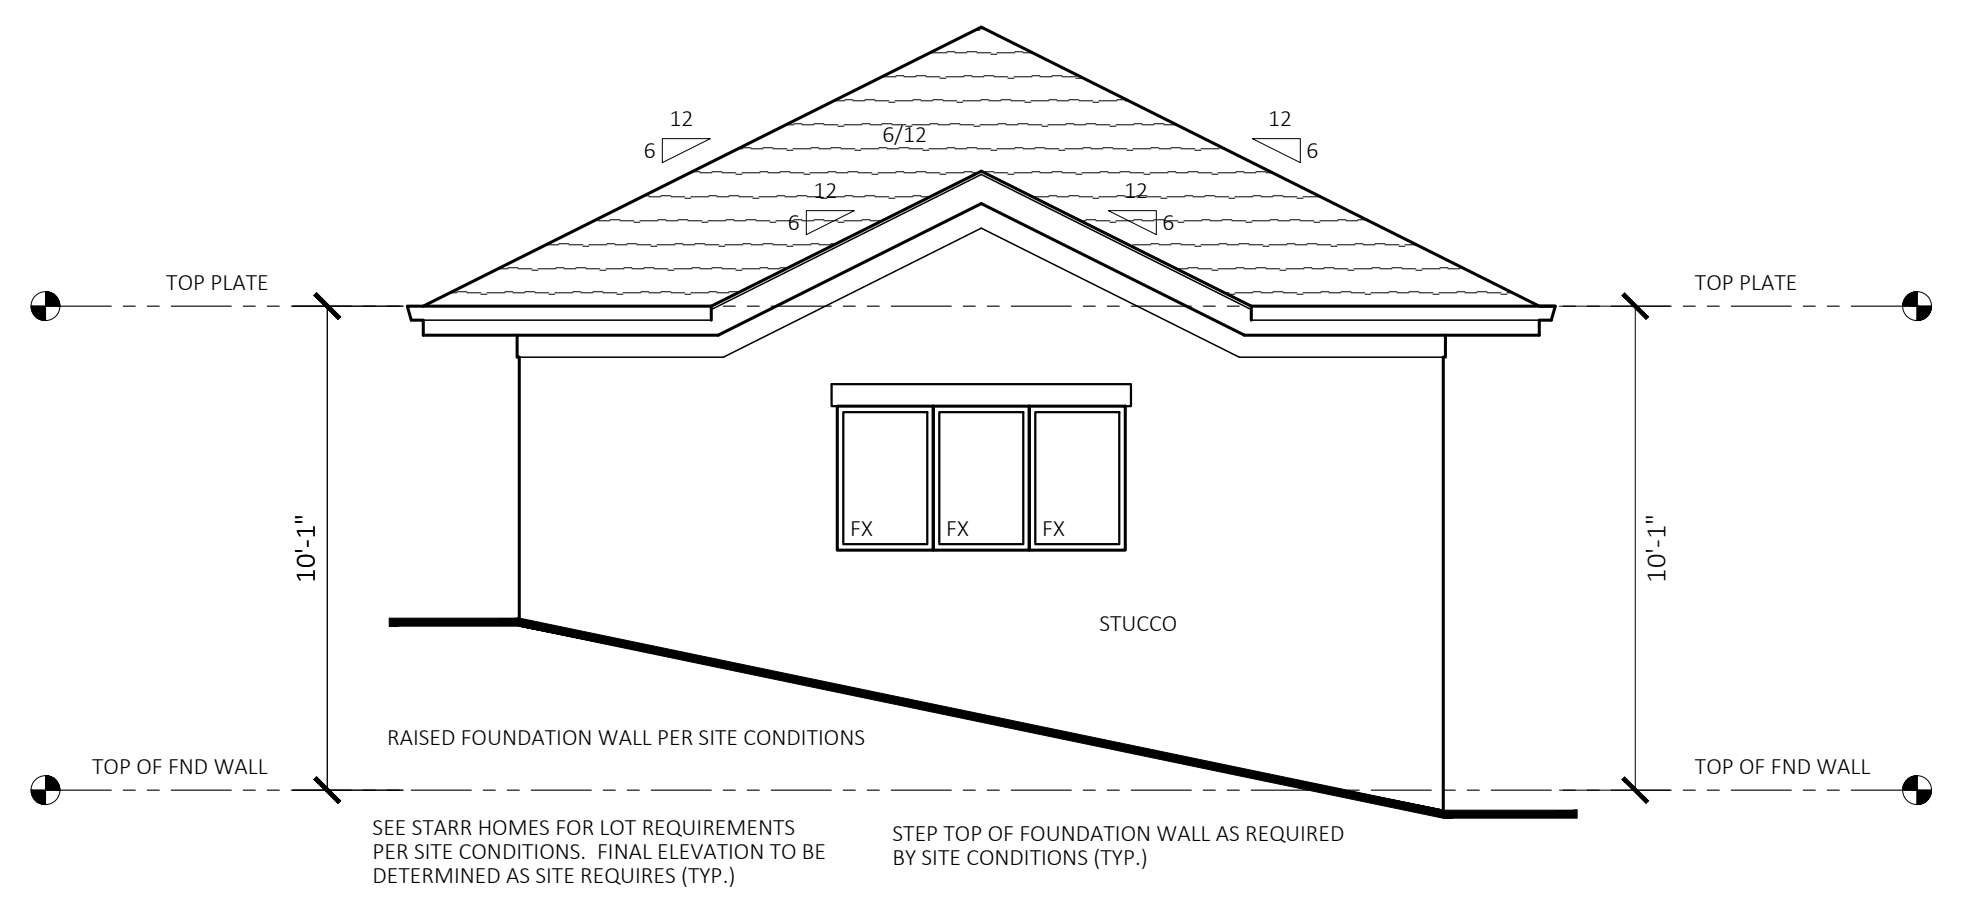 12
6
6/12
12
6
12
6
12
6
TOP PLATE
TOP PLATE
10'-1"
10'-1"
FX
FX
FX
STUCCO
RAISED FOUNDATION WALL PER SITE CONDITIONS
TOP OF FND WALL
TOP OF FND WALL
SEE STARR HOMES FOR LOT REQUIREMENTS
PER SITE CONDITIONS. FINAL ELEVATION TO BE
DETERMINED AS SITE REQUIRES (TYP.)
STEP TOP OF FOUNDATION WALL AS REQUIRED
BY SITE CONDITIONS (TYP.)